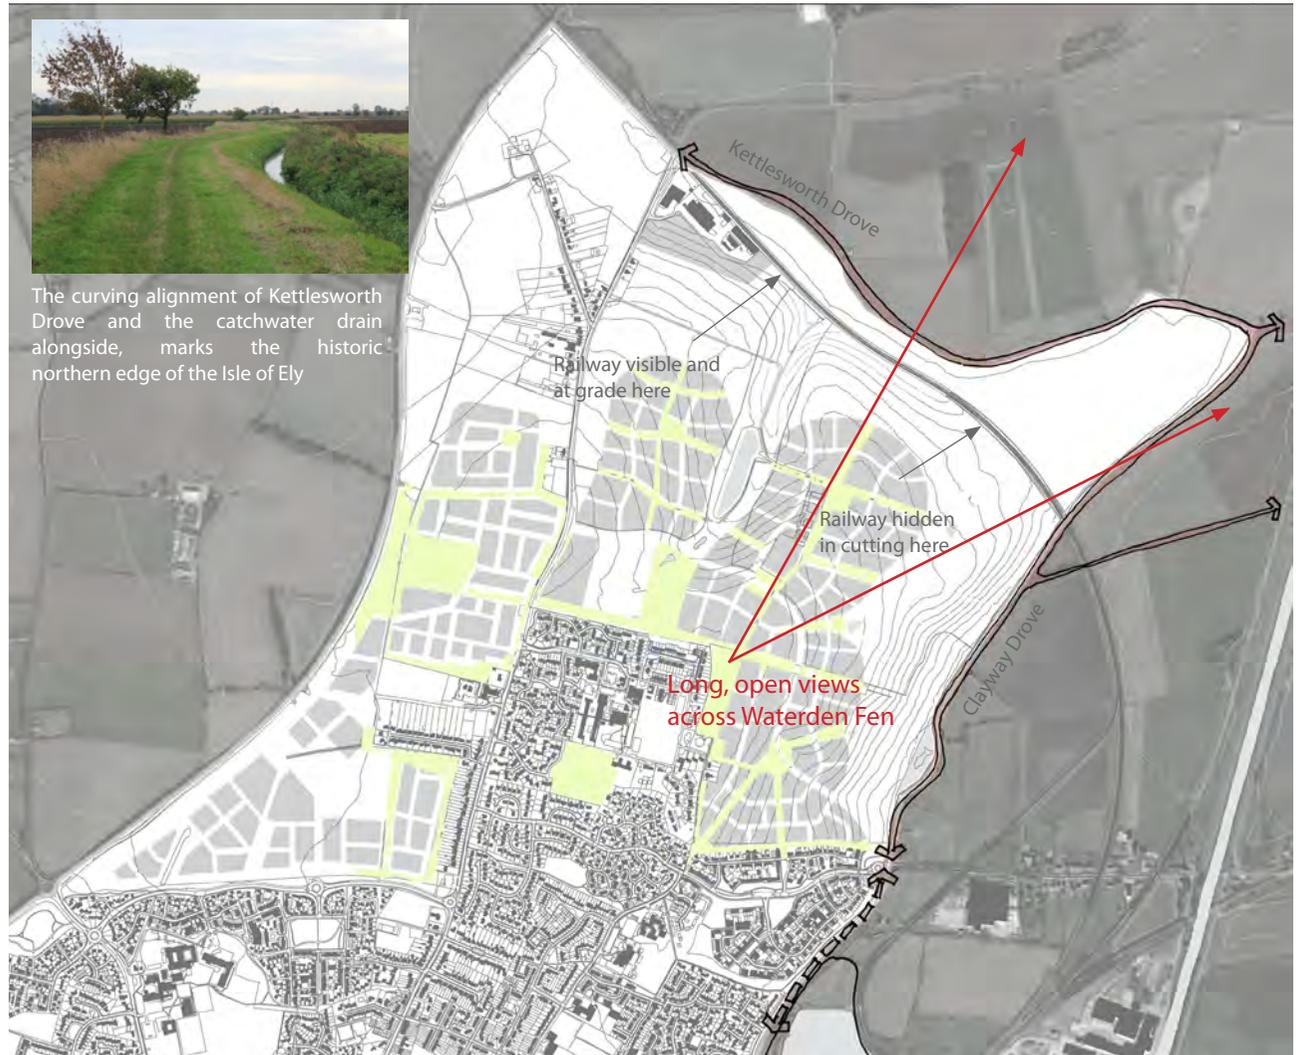 The curving alignment of Kettlesworth
Drove and the catchwater drain
alongside, marks the historic
northern edge of the Isle of Ely
Kettlesworth Drove
Railway visible and
at grade here
Railway hidden
in cutting here
Clayway Drove
Long, open views
across Waterden Fen